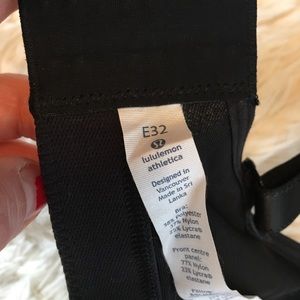 E32
lululemon
athletica
Designed in
Vancouver
Made in Sri
Lanka
Bra:
polyester
Nylon
Lycra®
elastane
Front centre
panel:
77% Nylon
23% Lycra®
elastane